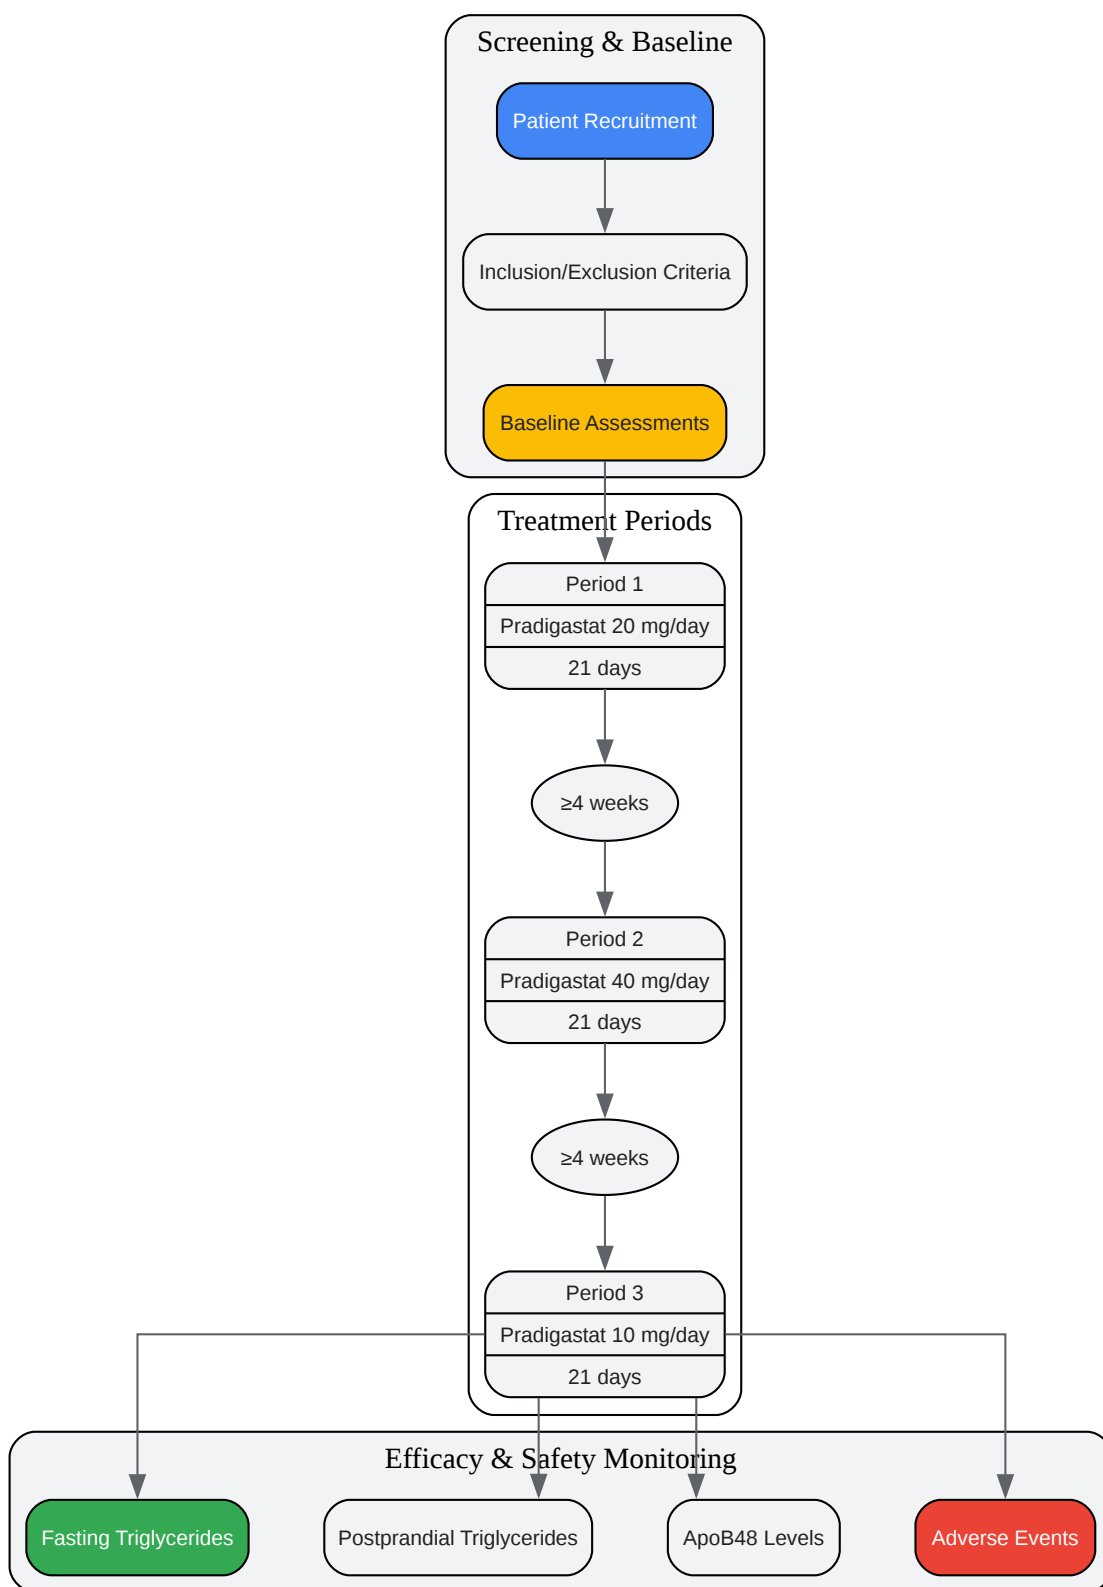 Screening & Baseline
Patient Recruitment
Inclusion/Exclusion Criteria
Baseline Assessments
Treatment Periods
Period 1
Pradigastat 20 mg/day
21 days
≥4 weeks
Period 2
Pradigastat 40 mg/day
21 days
≥4 weeks
Period 3
Pradigastat 10 mg/day
21 days
Efficacy & Safety Monitoring
Fasting Triglycerides
Postprandial Triglycerides
ApoB48 Levels
Adverse Events